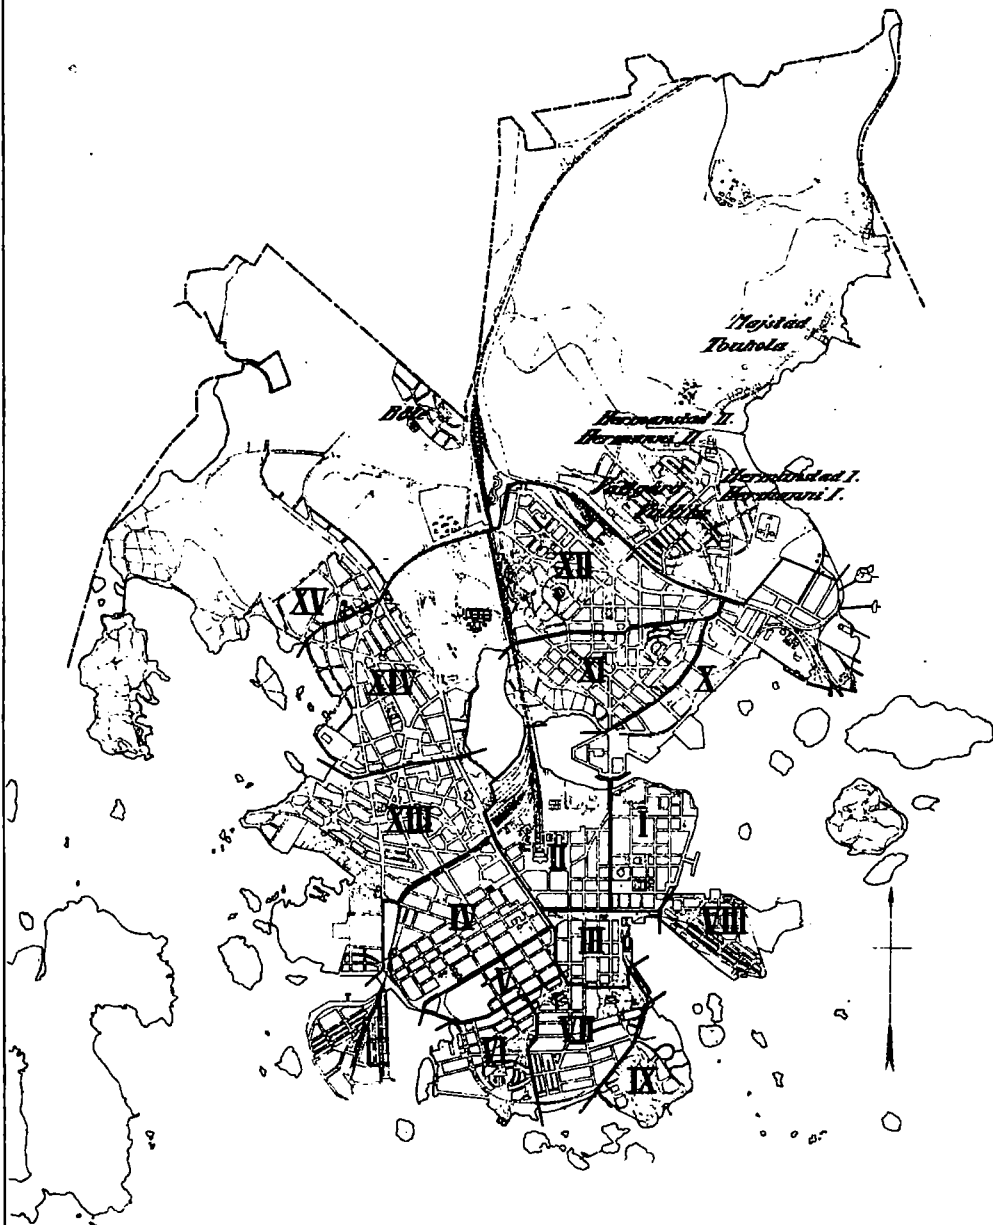 Majstad
Toukola
Böle
Hermanstad II.
Hermanni II
Hermanstad I.
Hermanni I.
XII
XV
XI
X
XIV
XIII
I
II
IV
VIII
III
V
VII
VI
IX